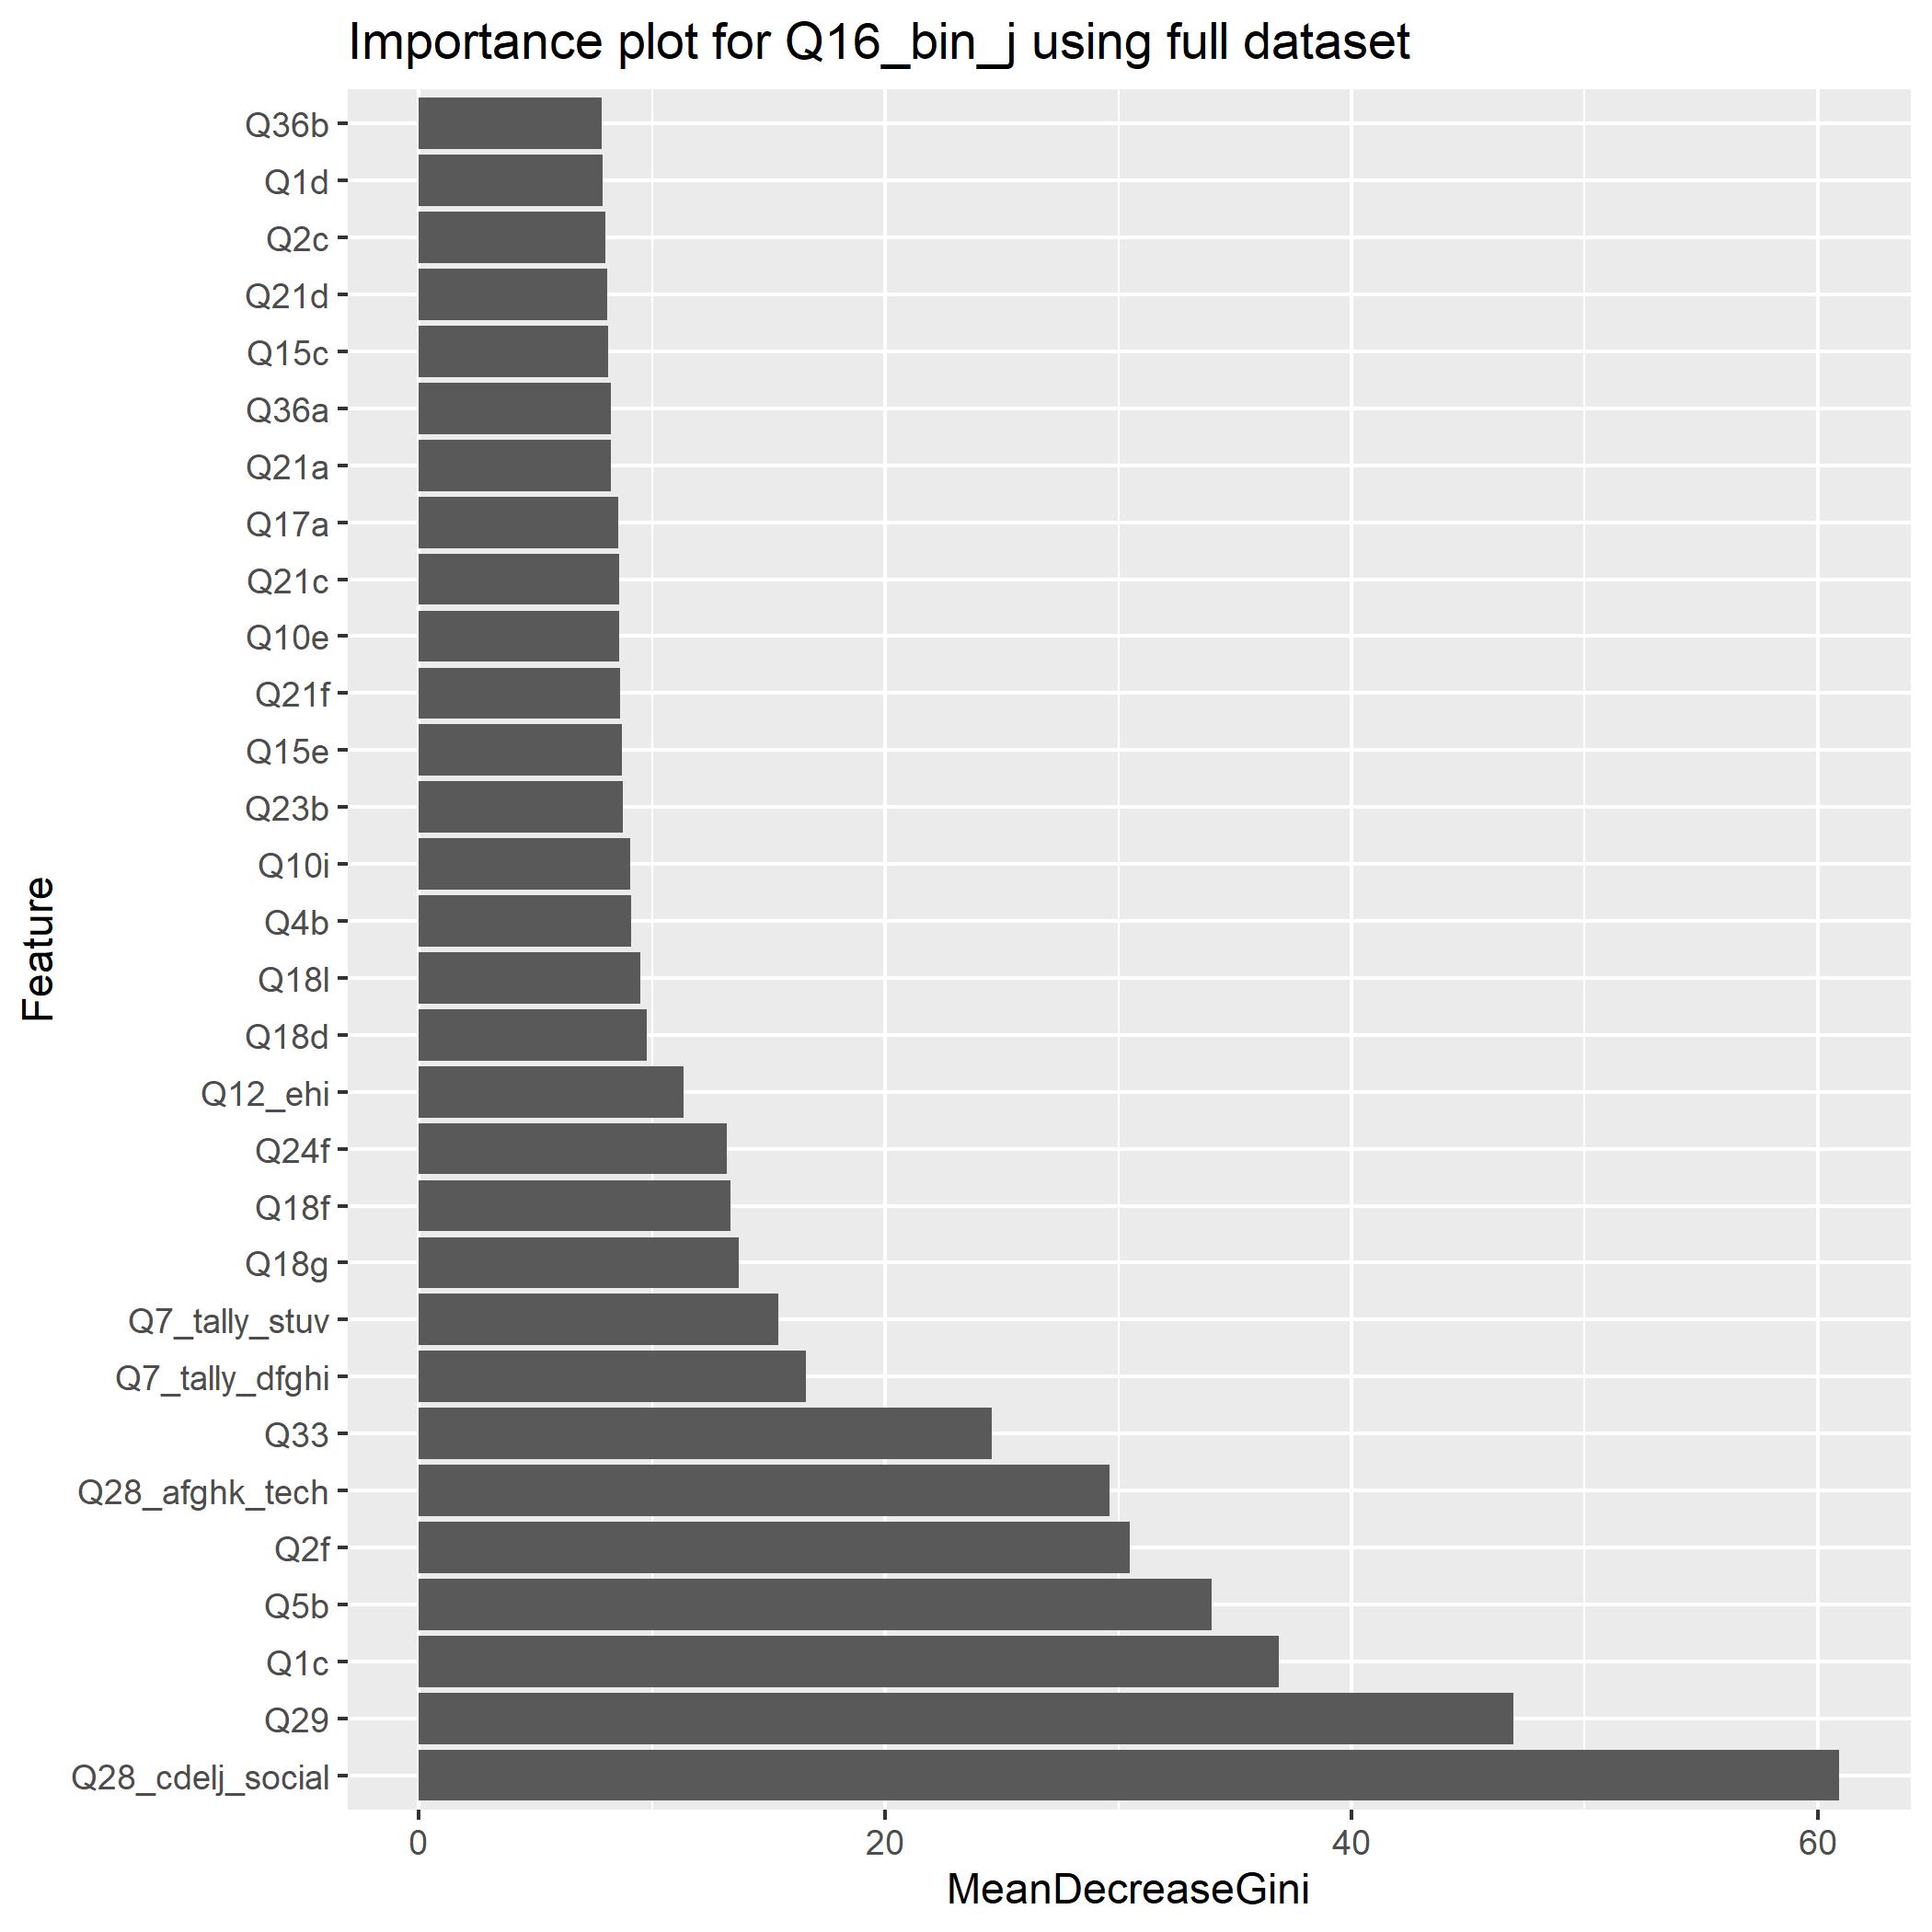 Importance plot for Q16_bin_j using full dataset
Feature
Q36b
Q1d
Q2c
Q21d
Q15c
Q36a
Q21a
Q17a
Q21c
Q10e
Q21f
Q15e
Q23b
Q10i
Q4b
Q18l
Q18d
Q12_ehi
Q24f
Q18f
Q18g
Q7_tally_stuv
Q7_tally_dfghi
Q33
Q28_afghk_tech
Q2f
Q5b
Q1c
Q29
Q28_cdelj_social
0 20 40 60
MeanDecreaseGini